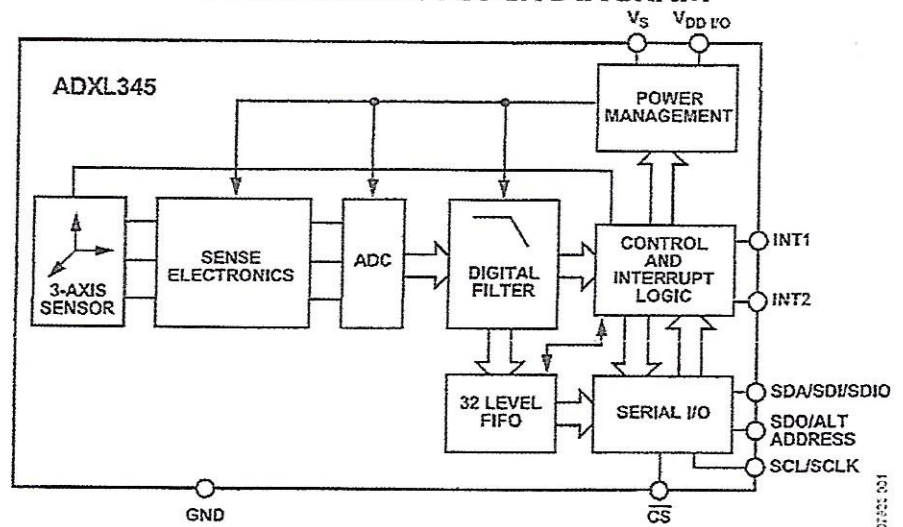 VS
VDD I/O
ADXL345
POWER
MANAGEMENT
3-AXIS
SENSOR
SENSE
ELECTRONICS
ADC
DIGITAL
FILTER
CONTROL
AND
INTERRUPT
LOGIC
INT1
INT2
32 LEVEL
FIFO
SERIAL I/O
SDA/SDI/SDIO
SDO/ALT
ADDRESS
SCL/SCLK
GND
CS